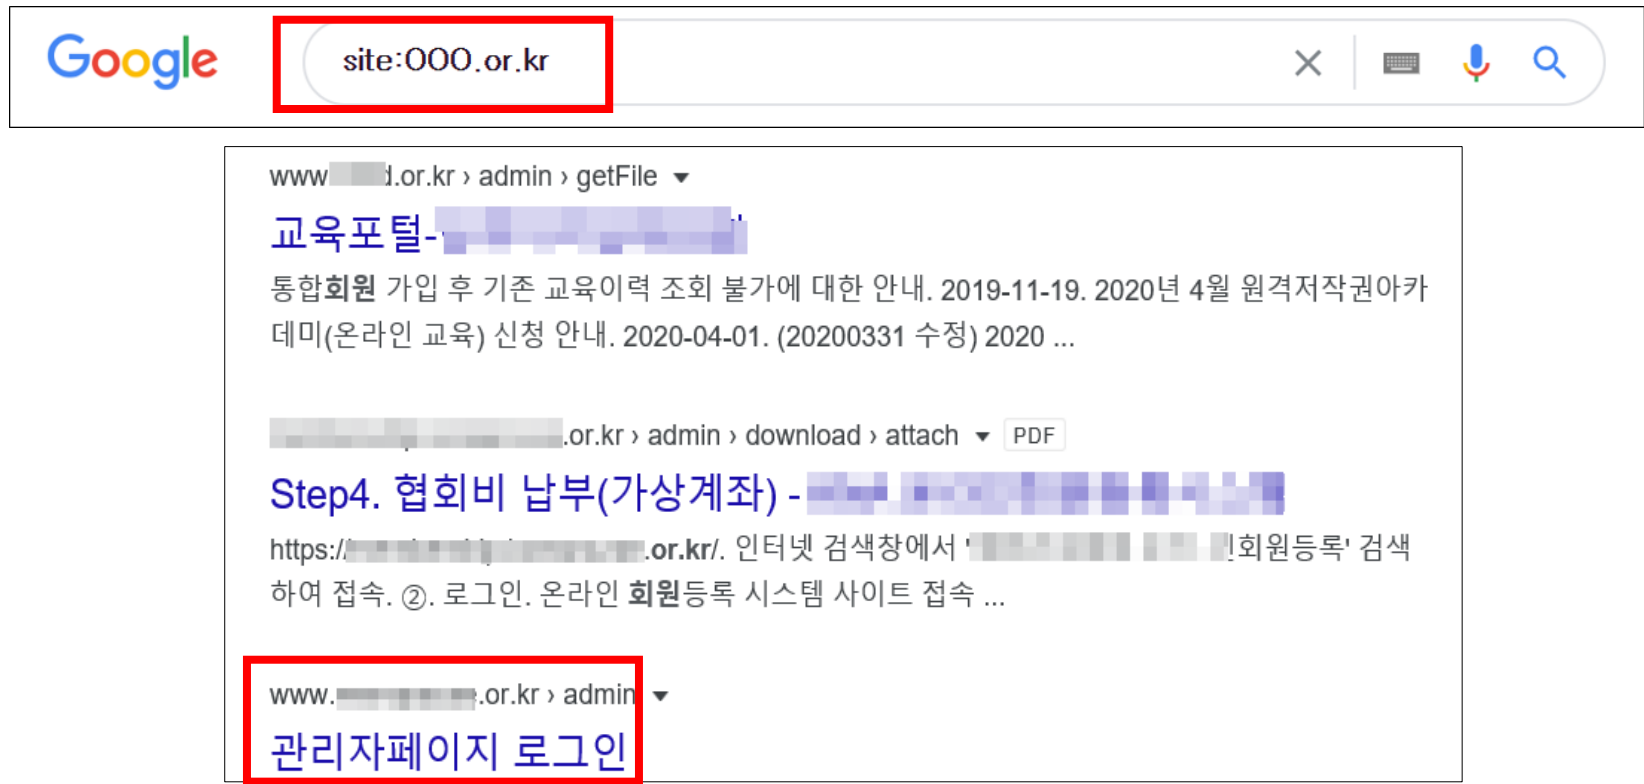 Google
site:OOO.or.kr
www d.or.kr › admin › getFile
교육포털-
통합회원 가입 후 기존 교육이력 조회 불가에 대한 안내. 2019-11-19. 2020년 4월 원격저작권아카
데미(온라인 교육) 신청 안내. 2020-04-01. (20200331 수정) 2020 ...
.or.kr › admin › download › attach PDF
Step4. 협회비 납부(가상계좌) -
https:// .or.kr/. 인터넷 검색창에서 ' 회원등록' 검색
하여 접속. ②. 로그인. 온라인 회원등록 시스템 사이트 접속 ...
www. .or.kr › admin
관리자페이지 로그인